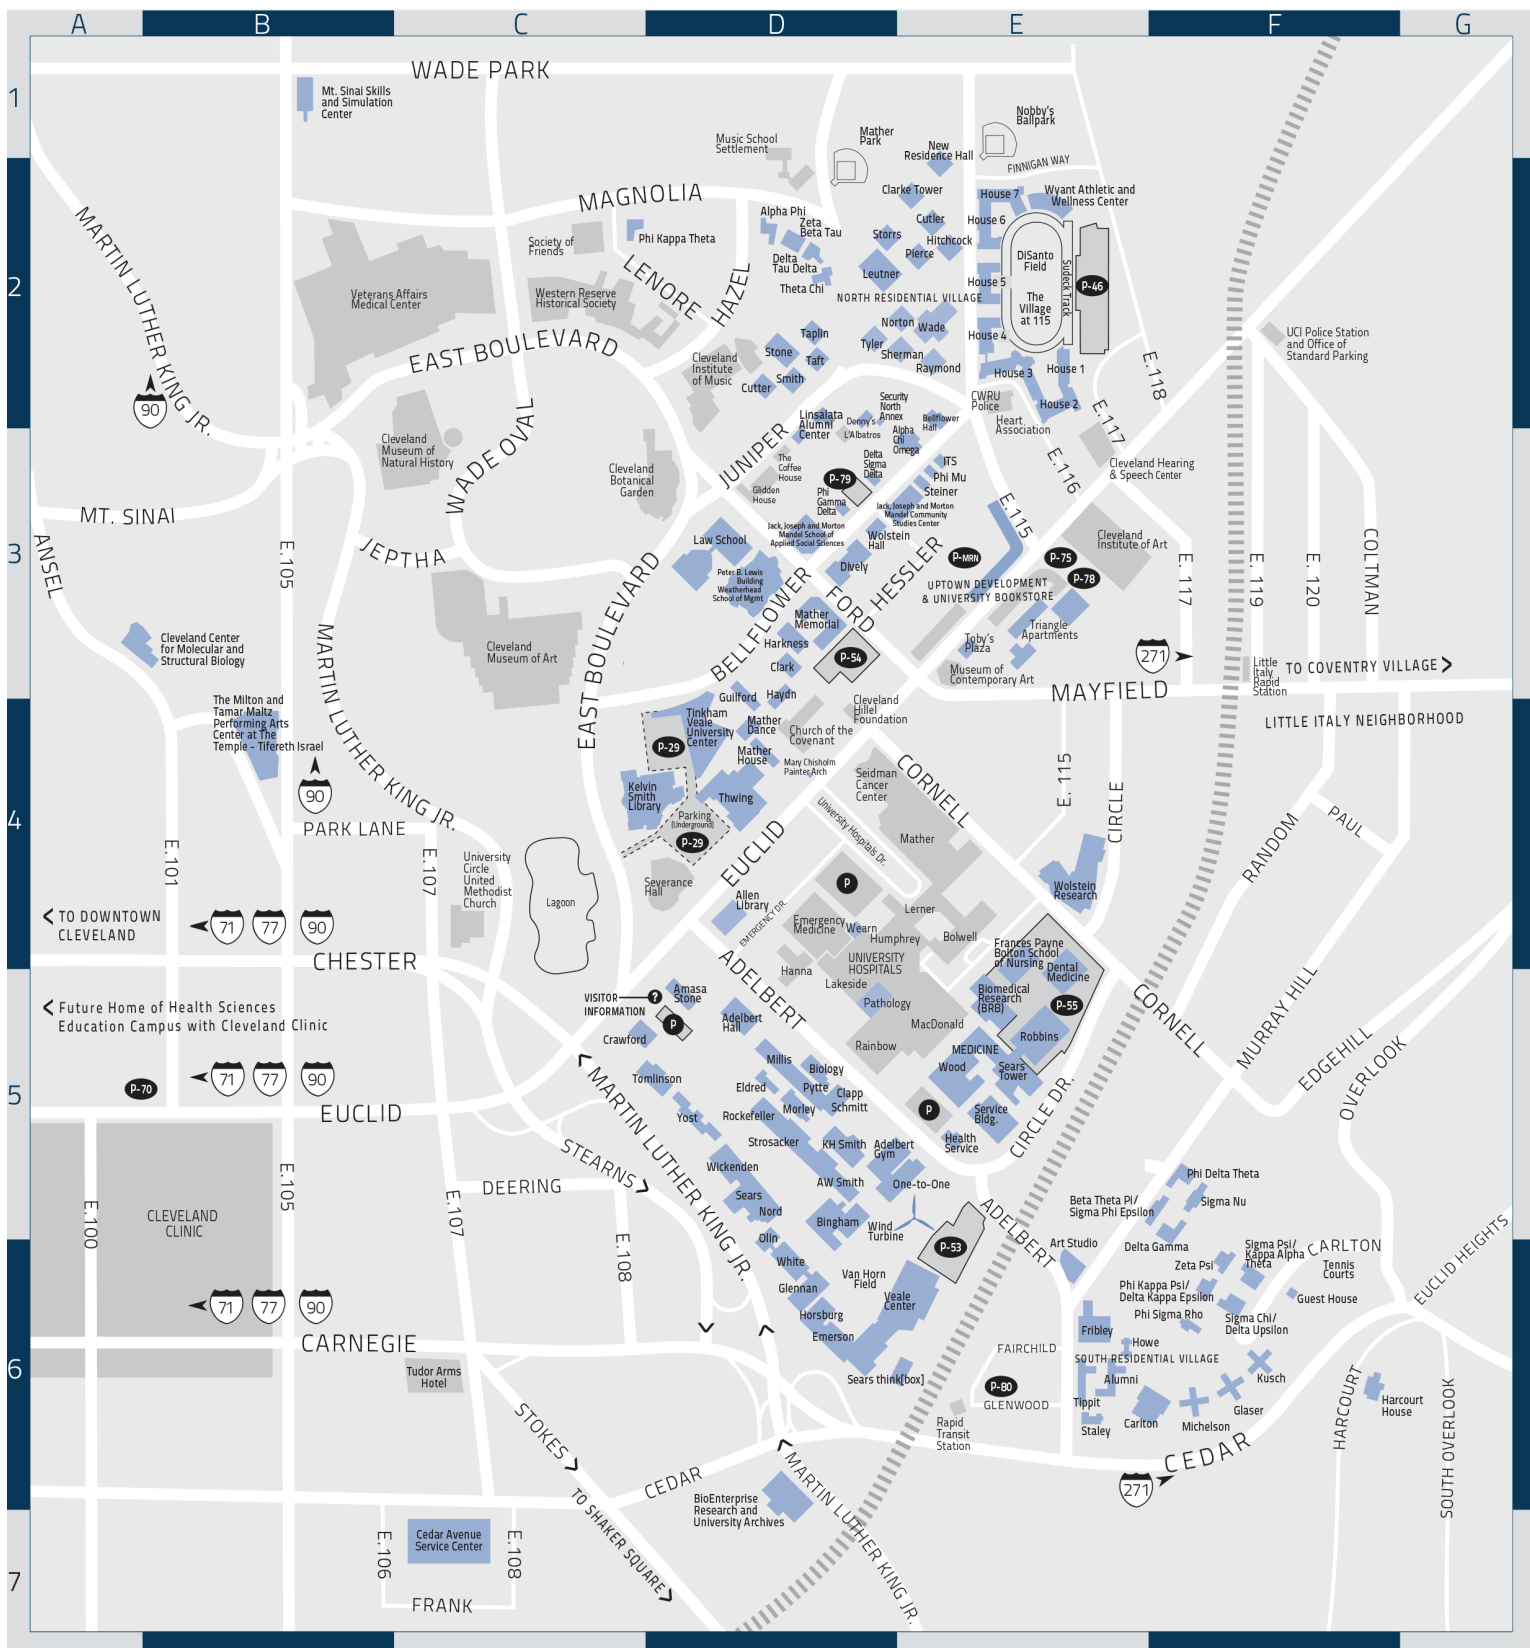 A B C D E F G
1
2
3
4
5
6
7
WADE PARK
Mt. Sinai Skills
and Simulation
Center
Music School
Settlement
Mather
Park
Nobby's
Ballpark
New
Residence Hall
FINNIGAN WAY
MAGNOLIA
Clarke Tower
House 7
Wyant Athletic and
Wellness Center
MARTIN LUTHER KING JR.
Society of
Friends
Phi Kappa Theta
Alpha Phi
Zeta
Beta Tau
Delta
Tau Delta
Theta Chi
Cutler
Storrs
Hitchcock
Pierce
Leutner
House 6
DiSanto
Field
Sudeck Track
The
Village
at 115
P-46
House 5
LENORE
HAZEL
Veterans Affairs
Medical Center
Western Reserve
Historical Society
NORTH RESIDENTIAL VILLAGE
Norton
Wade
House 4
Tyler
Sherman
Raymond
Taplin
Stone
Taft
Smith
Cutter
EAST BOULEVARD
Cleveland
Institute
of Music
House 3
House 1
House 2
CWRU
Police
Heart
Association
E.118
E.117
UCI Police Station
and Office of
Standard Parking
90
Security
North
Annex
Linsalata
Alumni
Center
Denny's
L'Albatros
Bellflower
Hall
Alpha
Chi
Omega
Cleveland
Museum of
Natural History
WADE OVAL
Cleveland
Botanical
Garden
JUNIPER
The
Coffee
House
Glidden
House
P-79
Delta
Sigma
Delta
Phi
Gamma
Delta
ITS
Phi Mu
Steiner
Jack, Joseph and Morton
Mandel Community
Studies Center
Jack, Joseph and Morton
Mandel School of
Applied Social Sciences
Wolstein
Hall
E.116
E.115
Cleveland Hearing
& Speech Center
MT. SINAI
JEPTHA
ANSEL
E.105
Law School
Peter B. Lewis
Building
Weatherhead
School of Mgmt
Dively
HESSLER
P-MRN
P-75
P-78
Cleveland
Institute of Art
UPTOWN DEVELOPMENT
& UNIVERSITY BOOKSTORE
E. 117
E. 119
E. 120
COLTMAN
BELLFLOWER
FORD
Mather
Memorial
Harkness
Clark
P-54
Triangle
Apartments
Toby's
Plaza
Museum of
Contemporary Art
271
Little
Italy
Rapid
Station
TO COVENTRY VILLAGE
MAYFIELD
LITTLE ITALY NEIGHBORHOOD
Cleveland Center
for Molecular and
Structural Biology
MARTIN LUTHER KING JR.
Cleveland
Museum of Art
EAST BOULEVARD
The Milton and
Tamar Maltz
Performing Arts
Center at The
Temple - Tifereth Israel
90
PARK LANE
E.101
E.107
Guilford
Haydn
Tinkham
Veale
University
Center
Mather
Dance
Mather
House
Cleveland
Hillel
Foundation
Church of the
Covenant
Mary Chisholm
Painter Arch
P-29
Kelvin
Smith
Library
Thwing
Parking
(Underground)
P-29
Seidman
Cancer
Center
CORNELL
E. 115
CIRCLE
University Hospitals Dr.
Mather
EUCLID
Severance
Hall
Allen
Library
EMERGENCY DR.
P
Lerner
Emergency
Medicine
Wearn
Humphrey
Bolwell
Hanna
UNIVERSITY
HOSPITALS
Lakeside
Pathology
MacDonald
Rainbow
Wolstein
Research
RANDOM
PAUL
University
Circle
United
Methodist
Church
Lagoon
TO DOWNTOWN
CLEVELAND
71 77 90
CHESTER
Future Home of Health Sciences
Education Campus with Cleveland Clinic
VISITOR
INFORMATION
?
Amasa
Stone
P
Crawford
ADELBERT
Adelbert
Hall
Frances Payne
Bolton School
of Nursing
Dental
Medicine
Biomedical
Research
(BRB)
P-55
Robbins
CORNELL
MURRAY HILL
EDGEHILL
OVERLOOK
P-70
71 77 90
EUCLID
Tomlinson
Yost
Millis
Biology
Eldred
Pytte
Clapp
Morley
Schmitt
Rockefeller
Strosacker
KH Smith
Adelbert
Gym
MEDICINE
Wood
Sears
Tower
P
Service
Bldg.
Health
Service
CIRCLE DR.
MARTIN LUTHER KING JR.
STEARNS
DEERING
E.100
E.105
E.107
E.108
CLEVELAND
CLINIC
Wickenden
Sears
Nord
Olin
White
Glennan
Horsburg
Emerson
AW Smith
One-to-One
Bingham
Wind
Turbine
P-53
Van Horn
Field
Veale
Center
Sears think[box]
ADELBERT
Art Studio
Phi Delta Theta
Beta Theta Pi/
Sigma Phi Epsilon
Sigma Nu
Delta Gamma
Zeta Psi
Sigma Psi/
Kappa Alpha
Theta
CARLTON
Tennis
Courts
Phi Kappa Psi/
Delta Kappa Epsilon
Guest House
Phi Sigma Rho
Sigma Chi/
Delta Upsilon
EUCLID HEIGHTS
71 77 90
CARNEGIE
Tudor Arms
Hotel
FAIRCHILD
Fribley
Howe
SOUTH RESIDENTIAL VILLAGE
P-80
GLENWOOD
Alumni
Tippit
Staley
Carlton
Michelson
Glaser
Kusch
Harcourt
House
HARCOURT
SOUTH OVERLOOK
Rapid
Transit
Station
STOKES
TO SHAKER SQUARE
CEDAR
271
CEDAR
BioEnterprise
Research and
University Archives
MARTIN LUTHER KING JR.
E.106
Cedar Avenue
Service Center
E.108
FRANK